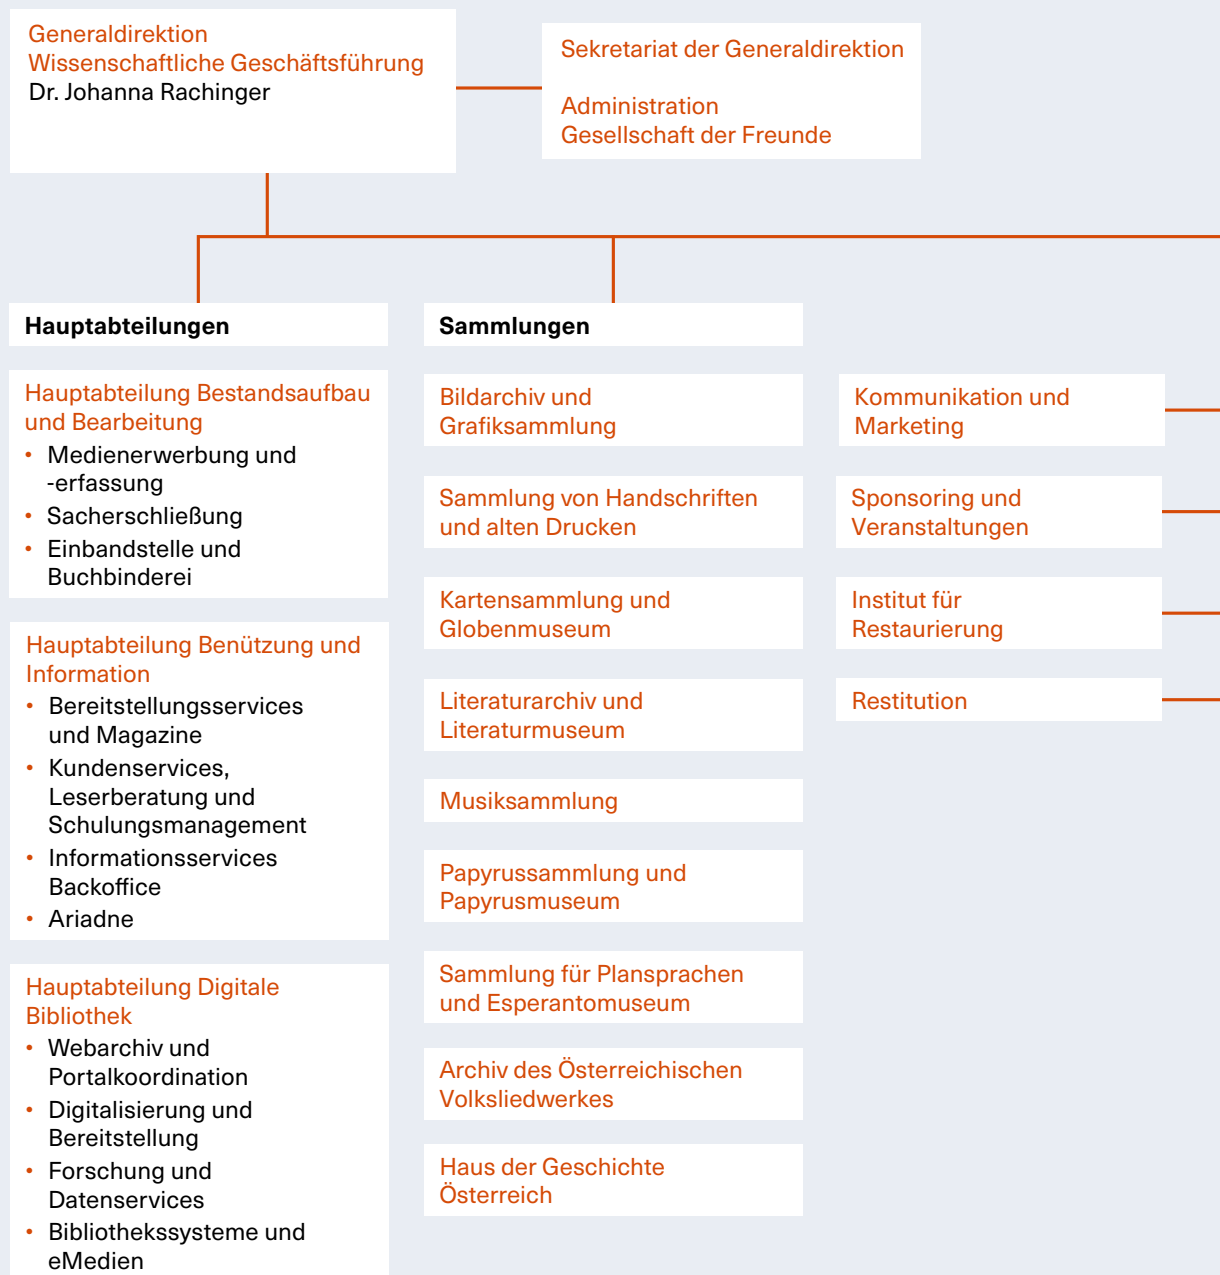 Generaldirektion
Wissenschaftliche Geschäftsführung
Dr. Johanna Rachinger
Sekretariat der Generaldirektion
Administration
Gesellschaft der Freunde
Hauptabteilungen
Hauptabteilung Bestandsaufbau
und Bearbeitung
• Medienerwerbung und
-erfassung
• Sacherschließung
• Einbandstelle und
Buchbinderei
Hauptabteilung Benützung und
Information
• Bereitstellungsservices
und Magazine
• Kundenservices,
Leserberatung und
Schulungsmanagement
• Informationsservices
Backoffice
• Ariadne
Hauptabteilung Digitale
Bibliothek
• Webarchiv und
Portalkoordination
• Digitalisierung und
Bereitstellung
• Forschung und
Datenservices
• Bibliothekssysteme und
eMedien
Sammlungen
Bildarchiv und
Grafiksammlung
Sammlung von Handschriften
und alten Drucken
Kartensammlung und
Globenmuseum
Literaturarchiv und
Literaturmuseum
Musiksammlung
Papyrussammlung und
Papyrusmuseum
Sammlung für Plansprachen
und Esperantomuseum
Archiv des Österreichischen
Volksliedwerkes
Haus der Geschichte
Österreich
Kommunikation und
Marketing
Sponsoring und
Veranstaltungen
Institut für
Restaurierung
Restitution